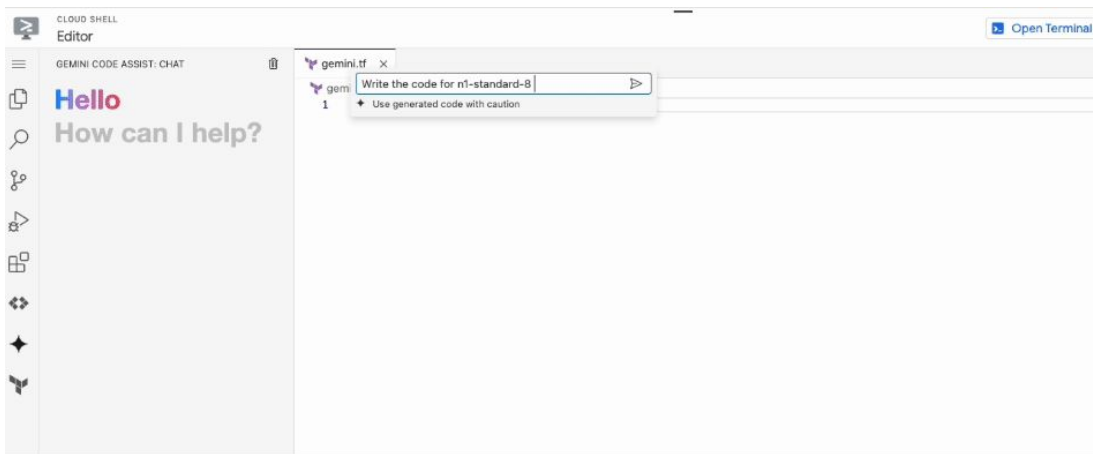 CLOUD SHELL
Editor
Open Terminal
GEMINI CODE ASSIST: CHAT
gemini.tf
Write the code for n1-standard-8
gemi
1
Use generated code with caution
Hello
How can I help?